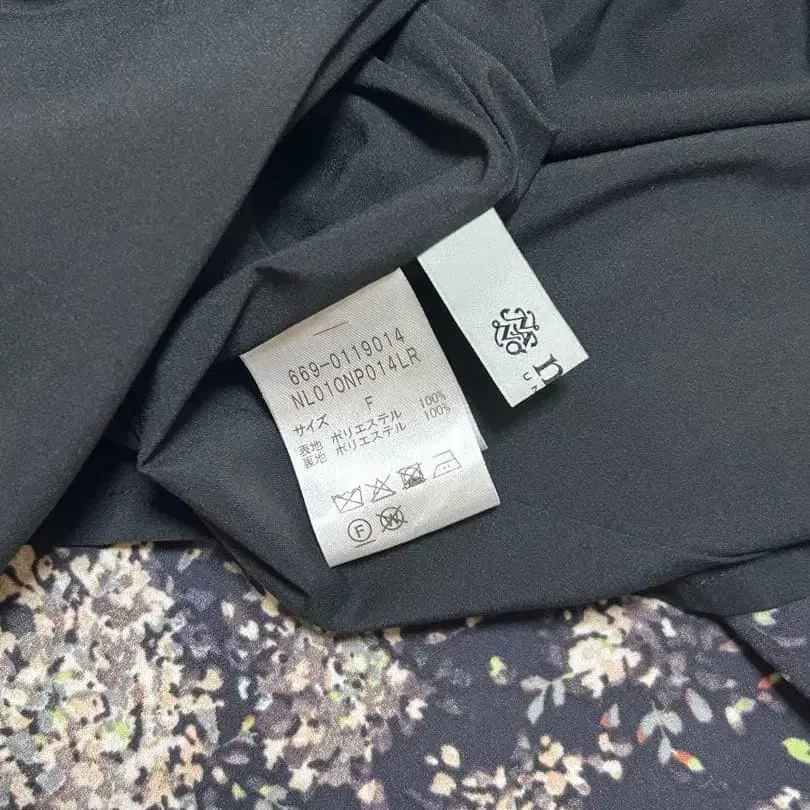 669-0119014
NL010NP014LR
サイズ F
表地 ポリエステル 100%
裏地 ポリエステル 100%
F
W
n